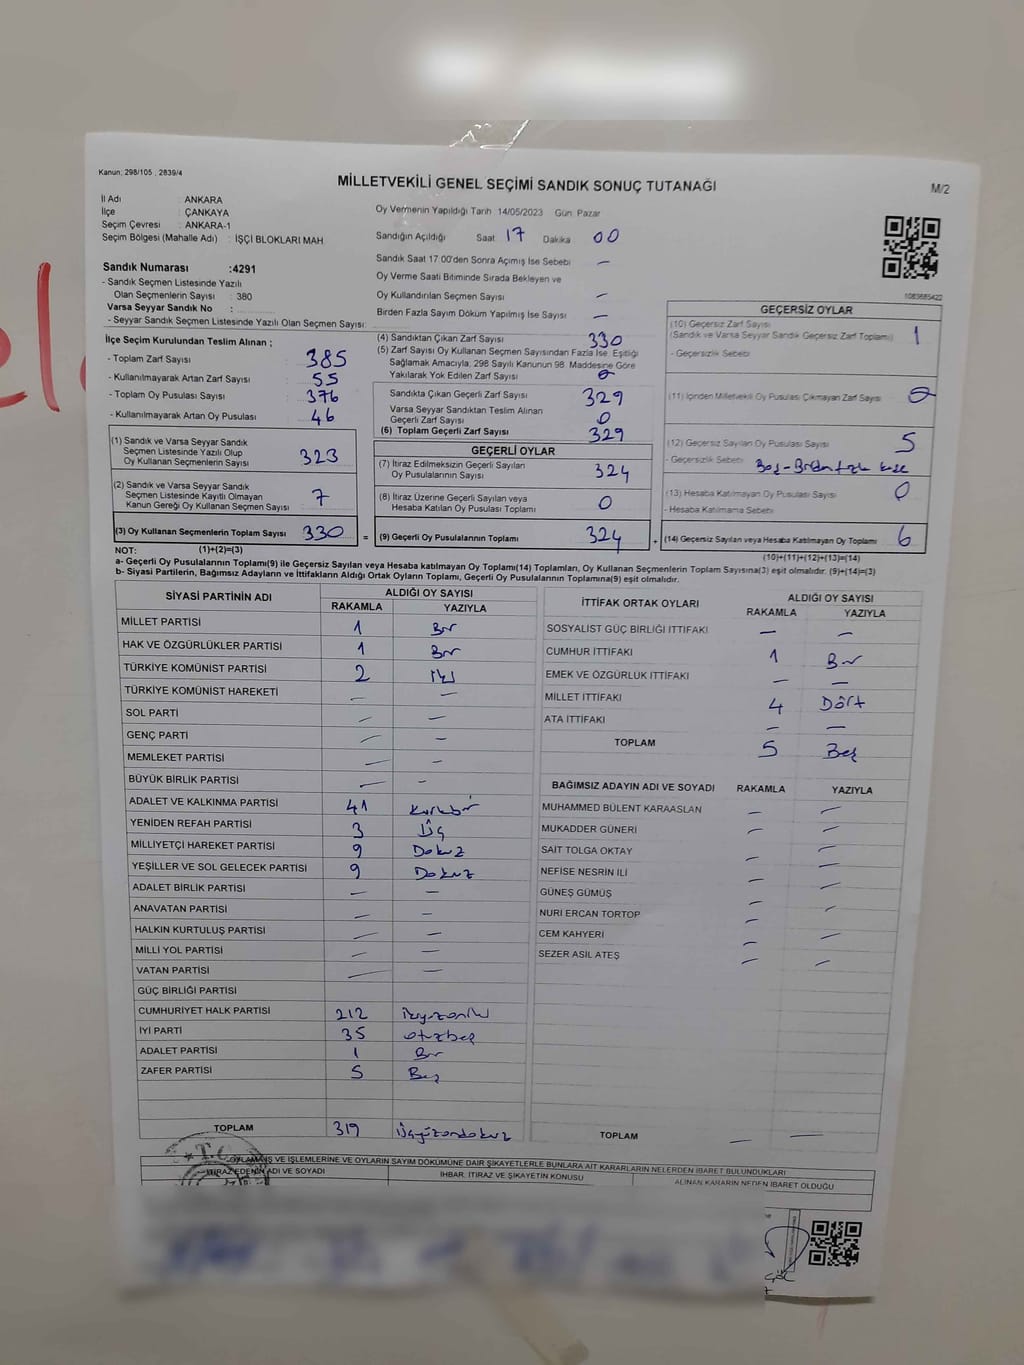 Kanun; 298/105 , 2839/4
MİLLETVEKİLİ GENEL SEÇİMİ SANDIK SONUÇ TUTANAĞI
M/2
İl Adı : ANKARA
İlçe : ÇANKAYA
Seçim Çevresi : ANKARA-1
Seçim Bölgesi (Mahalle Adı) : İŞÇİ BLOKLARI MAH
Oy Vermenin Yapıldığı Tarih 14/05/2023 Gün: Pazar
Sandığın Açıldığı Saat 17 Dakika 00
Sandık Saat 17.00'den Sonra Açılmış İse Sebebi —
Oy Verme Saati Bitiminde Sırada Bekleyen ve
Oy Kullandırılan Seçmen Sayısı —
Birden Fazla Sayım Döküm Yapılmış İse Sayısı —
1083685422
Sandık Numarası :4291
- Sandık Seçmen Listesinde Yazılı
Olan Seçmenlerin Sayısı : 380
Varsa Seyyar Sandık No :
- Seyyar Sandık Seçmen Listesinde Yazılı Olan Seçmen Sayısı:
İlçe Seçim Kurulundan Teslim Alınan ;
- Toplam Zarf Sayısı 385
- Kullanılmayarak Artan Zarf Sayısı 55
- Toplam Oy Pusulası Sayısı 376
- Kullanılmayarak Artan Oy Pusulası 46
(1) Sandık ve Varsa Seyyar Sandık
Seçmen Listesinde Yazılı Olup
Oy Kullanan Seçmenlerin Sayısı 323
(2) Sandık ve Varsa Seyyar Sandık
Seçmen Listesinde Kayıtlı Olmayan
Kanun Gereği Oy Kullanan Seçmen Sayısı 7
(3) Oy Kullanan Seçmenlerin Toplam Sayısı 330
(4) Sandıktan Çıkan Zarf Sayısı 330
(5) Zarf Sayısı Oy Kullanan Seçmen Sayısından Fazla İse, Eşitliği
Sağlamak Amacıyla, 298 Sayılı Kanunun 98. Maddesine Göre
Yakılarak Yok Edilen Zarf Sayısı 0
Sandıkta Çıkan Geçerli Zarf Sayısı 329
Varsa Seyyar Sandıktan Teslim Alınan
Geçerli Zarf Sayısı 0
(6) Toplam Geçerli Zarf Sayısı 329
GEÇERLİ OYLAR
(7) İtiraz Edilmeksizin Geçerli Sayılan
Oy Pusulalarının Sayısı 324
(8) İtiraz Üzerine Geçerli Sayılan veya
Hesaba Katılan Oy Pusulası Toplamı 0
= (9) Geçerli Oy Pusulalarının Toplamı 324 +
GEÇERSİZ OYLAR
(10) Geçersiz Zarf Sayısı
(Sandık ve Varsa Seyyar Sandık Geçersiz Zarf Toplamı) 1
- Geçersizlik Sebebi
(11) İçinden Milletvekili Oy Pusulası Çıkmayan Zarf Sayısı 0
(12) Geçersiz Sayılan Oy Pusulası Sayısı 5
- Geçersizlik Sebebi Boş-Birden fazla
(13) Hesaba Katılmayan Oy Pusulası Sayısı 0
- Hesaba Katılmama Sebebi
(14) Geçersiz Sayılan veya Hesaba Katılmayan Oy Toplamı 6
NOT: (1)+(2)=(3)
(10)+(11)+(12)+(13)=(14)
a- Geçerli Oy Pusulasının Toplamı(9) ile Geçersiz Sayılan veya Hesaba katılmayan Oy Toplamı(14) Toplamları, Oy Kullanan Seçmenlerin Toplam Sayısına(3) eşit olmalıdır. (9)+(14)=(3)
b- Siyasi Partilerin, Bağımsız Adayların ve İttifakların Aldığı Ortak Oyların Toplamı, Geçerli Oy Pusulalarının Toplamına(9) eşit olmalıdır.
SİYASİ PARTİNİN ADI
ALDIĞI OY SAYISI
RAKAMLA YAZIYLA
MİLLET PARTİSİ 1 Bir
HAK VE ÖZGÜRLÜKLER PARTİSİ 1 Bir
TÜRKİYE KOMÜNİST PARTİSİ 2 iki
TÜRKİYE KOMÜNİST HAREKETİ — —
SOL PARTİ — —
GENÇ PARTİ — —
MEMLEKET PARTİSİ — —
BÜYÜK BİRLİK PARTİSİ — —
ADALET VE KALKINMA PARTİSİ 41 Kırkbir
YENİDEN REFAH PARTİSİ 3 Üç
MİLLİYETÇİ HAREKET PARTİSİ 9 Dokuz
YEŞİLLER VE SOL GELECEK PARTİSİ 9 Dokuz
ADALET BİRLİK PARTİSİ — —
ANAVATAN PARTİSİ — —
HALKIN KURTULUŞ PARTİSİ — —
MİLLİ YOL PARTİSİ — —
VATAN PARTİSİ — —
GÜÇ BİRLİĞİ PARTİSİ
CUMHURİYET HALK PARTİSİ 212 ikiyüzoniki
İYİ PARTİ 35 otuzbeş
ADALET PARTİSİ 1 Bir
ZAFER PARTİSİ 5 Beş
TOPLAM 319 Üçyüzondokuz
İTTİFAK ORTAK OYLARI
ALDIĞI OY SAYISI
RAKAMLA YAZIYLA
SOSYALİST GÜÇ BİRLİĞİ İTTİFAKI — —
CUMHUR İTTİFAKI 1 Bir
EMEK VE ÖZGÜRLÜK İTTİFAKI — —
MİLLET İTTİFAKI 4 Dört
ATA İTTİFAKI — —
TOPLAM 5 Beş
BAĞIMSIZ ADAYIN ADI VE SOYADI RAKAMLA YAZIYLA
MUHAMMED BÜLENT KARAASLAN — —
MUKADDER GÜNERİ — —
SAİT TOLGA OKTAY — —
NEFİSE NESRİN İLİ — —
GÜNEŞ GÜMÜŞ — —
NURİ ERCAN TORTOP — —
CEM KAHYERİ — —
SEZER ASİL ATEŞ — —
TOPLAM — —
T.C.
VE İŞLEMLERİNE VE OYLARIN SAYIM DÖKÜMÜNE DAİR ŞİKAYETLERLE BUNLARA AİT KARARLARIN NELERDEN İBARET BULUNDUKLARI
İTİRAZ EDENİN ADI VE SOYADI
İHBAR, İTİRAZ VE ŞİKAYETİN KONUSU
ALINAN KARARIN NEDEN İBARET OLDUĞU